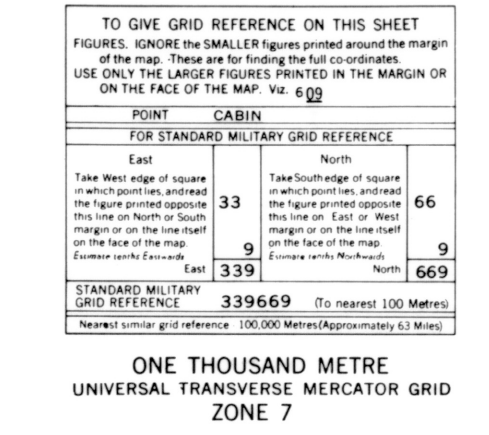 TO GIVE GRID REFERENCE ON THIS SHEET
FIGURES. IGNORE the SMALLER figures printed around the margin
of the map. -These are for finding the full co-ordinates.
USE ONLY THE LARGER FIGURES PRINTED IN THE MARGIN OR
ON THE FACE OF THE MAP. Viz. 609
POINT CABIN
FOR STANDARD MILITARY GRID REFERENCE
East
Take West edge of square
in which point lies, and read
the figure printed opposite
this line on North or South
margin or on the line itself
on the face of the map.
Estimate tenths Eastwards
33
9
East 339
North
Take South edge of square
in which point lies, and read
the figure printed opposite
this line on East or West
margin or on the line itself
on the face of the map
Estimate tenths Northwards
66
9
North 669
STANDARD MILITARY
GRID REFERENCE 339669 (To nearest 100 Metres)
Nearest similar grid reference 100,000 Metres (Approximately 63 Miles)
ONE THOUSAND METRE
UNIVERSAL TRANSVERSE MERCATOR GRID
ZONE 7